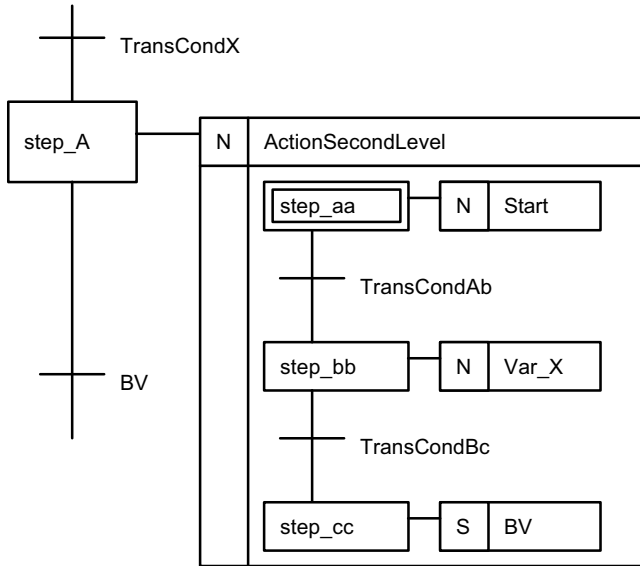 TransCondX
step_A
N ActionSecondLevel
step_aa N Start
TransCondAb
step_bb N Var_X
BV
TransCondBc
step_cc S BV